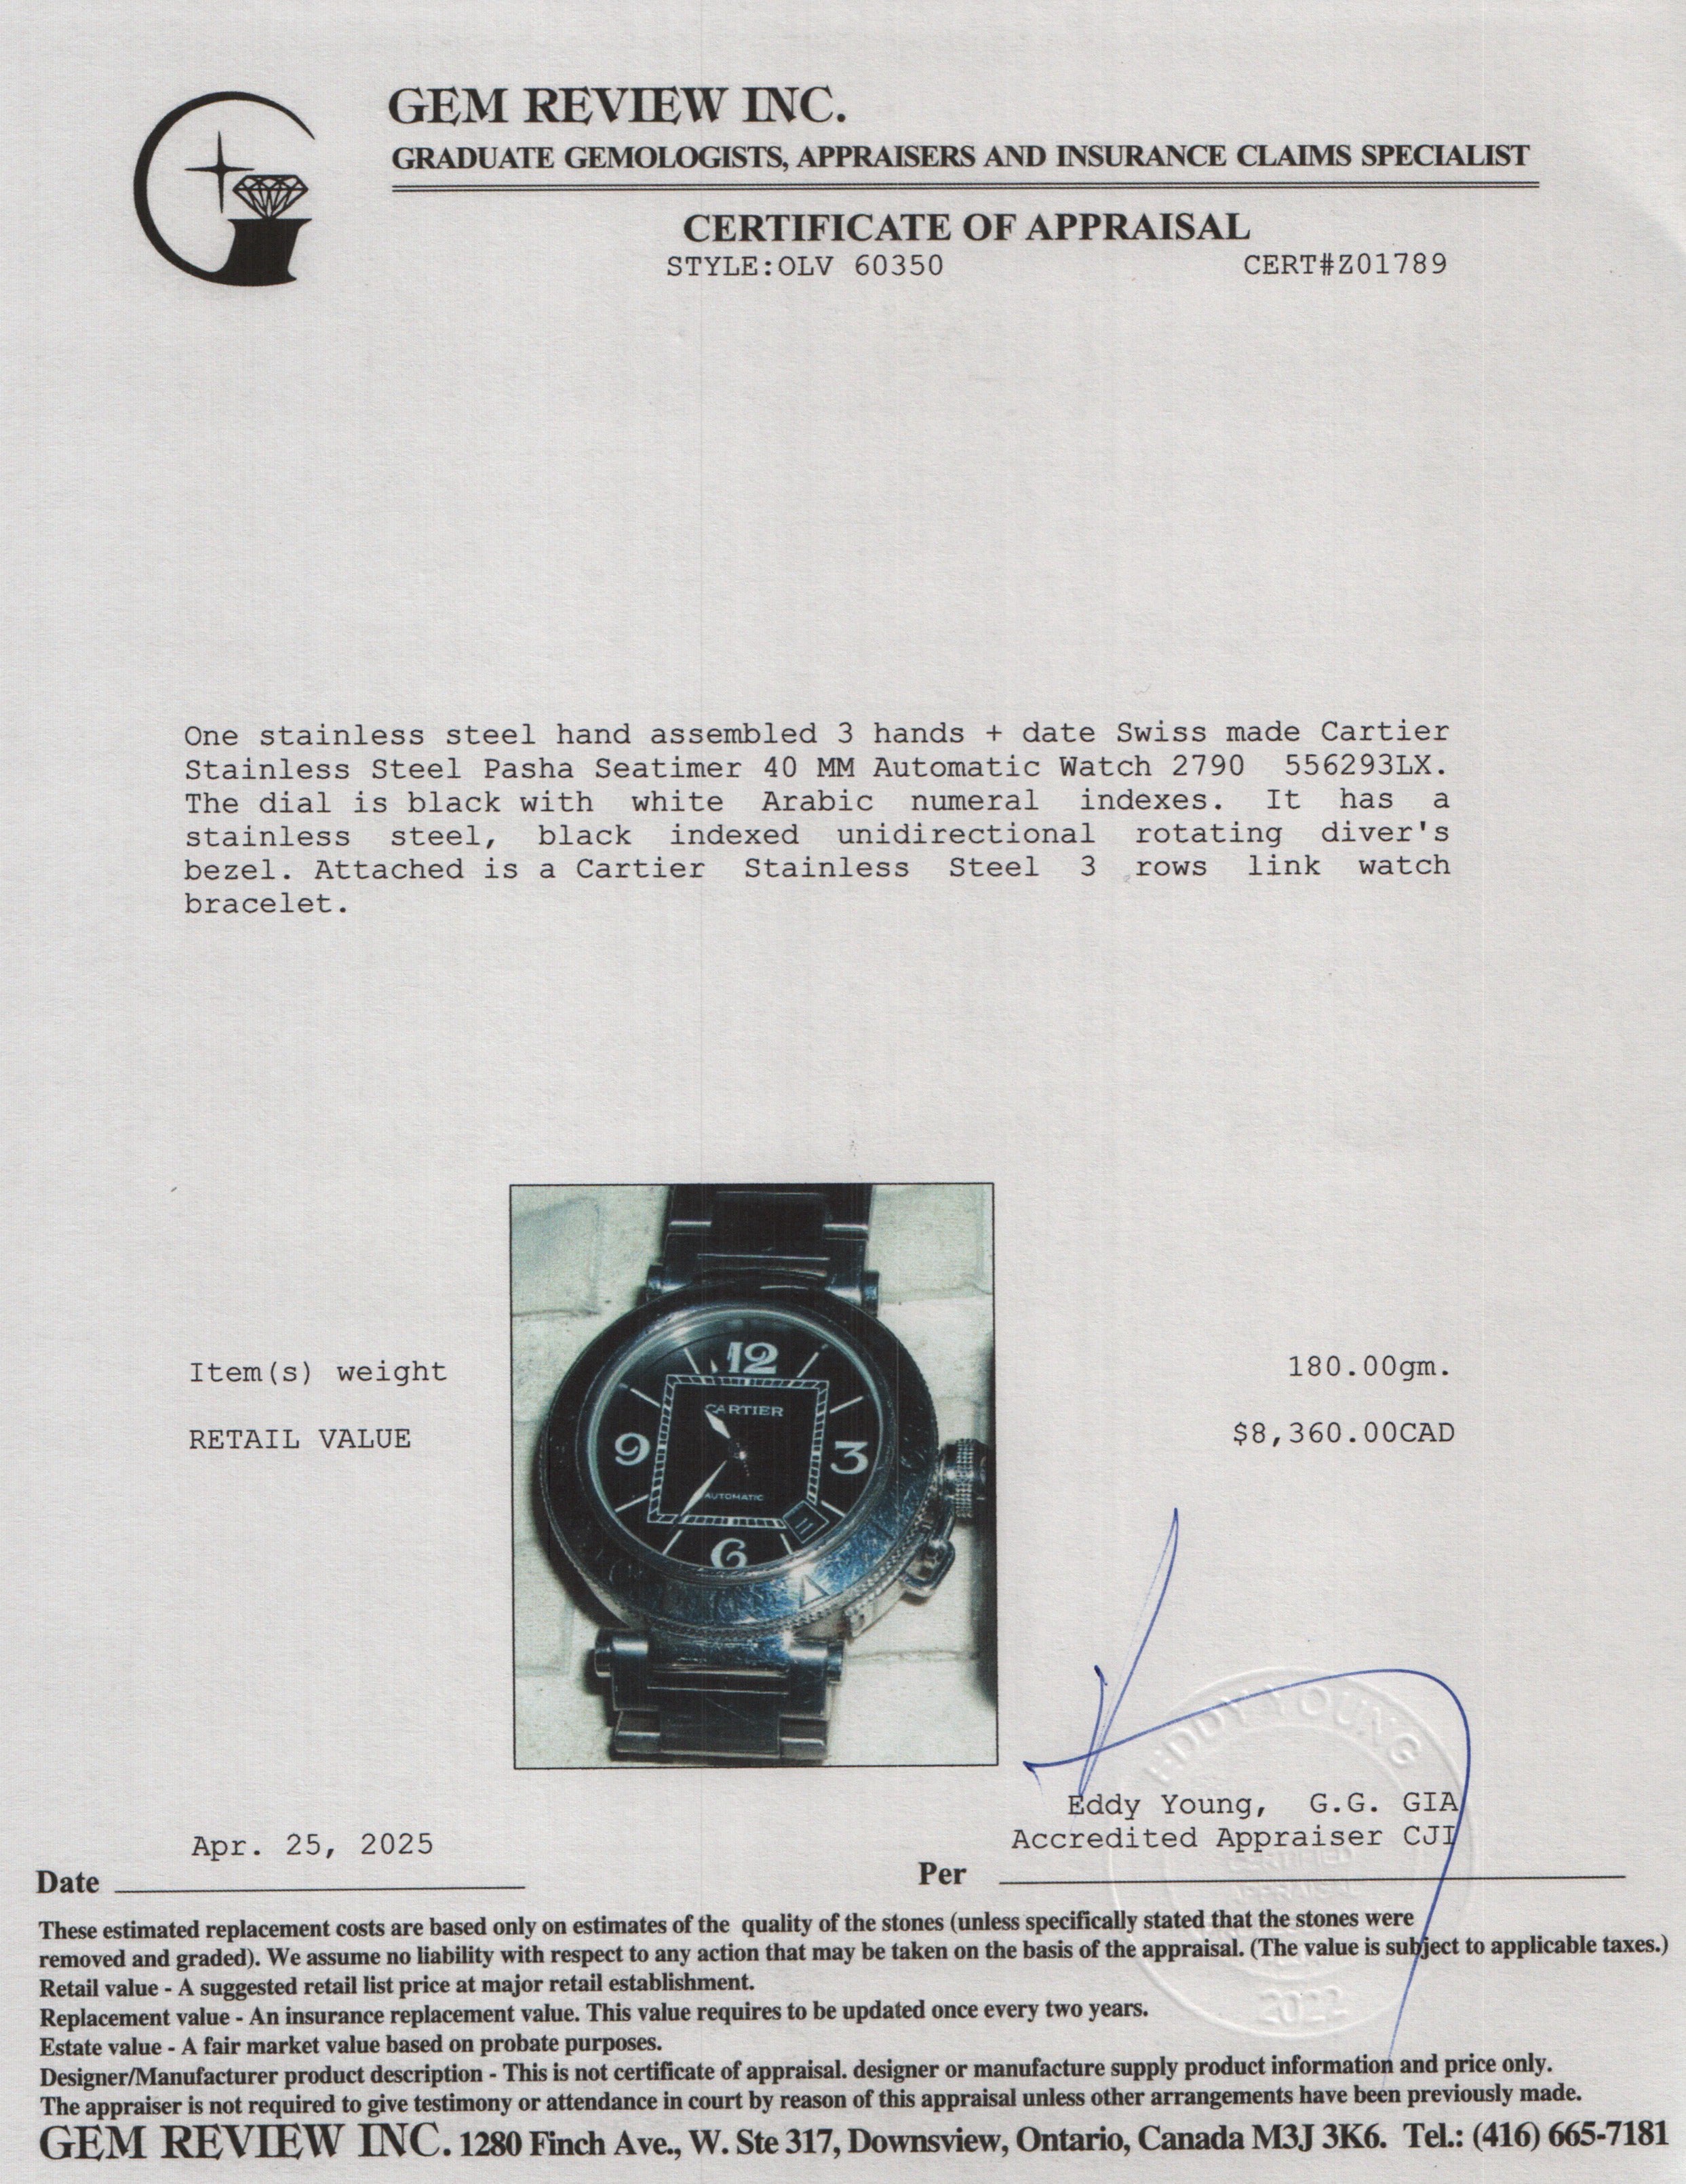 GEM REVIEW INC.
GRADUATE GEMOLOGISTS, APPRAISERS AND INSURANCE CLAIMS SPECIALIST
CERTIFICATE OF APPRAISAL
STYLE:OLV 60350 CERT#Z01789
One stainless steel hand assembled 3 hands + date Swiss made Cartier
Stainless Steel Pasha Seatimer 40 MM Automatic Watch 2790 556293LX.
The dial is black with white Arabic numeral indexes. It has a
stainless steel, black indexed unidirectional rotating diver's
bezel. Attached is a Cartier Stainless Steel 3 rows link watch
bracelet.
12
CARTIER
9 3
AUTOMATIC
11
6
Item(s) weight 180.00gm.
RETAIL VALUE $8,360.00CAD
EDDY YOUNG
Eddy Young, G.G. GIA
Accredited Appraiser CJI
Apr. 25, 2025
Date Per
CERTIFIED
2022
These estimated replacement costs are based only on estimates of the quality of the stones (unless specifically stated that the stones were
removed and graded). We assume no liability with respect to any action that may be taken on the basis of the appraisal. (The value is subject to applicable taxes.)
Retail value - A suggested retail list price at major retail establishment.
Replacement value - An insurance replacement value. This value requires to be updated once every two years.
Estate value - A fair market value based on probate purposes.
Designer/Manufacturer product description - This is not certificate of appraisal. designer or manufacture supply product information and price only.
The appraiser is not required to give testimony or attendance in court by reason of this appraisal unless other arrangements have been previously made.
GEM REVIEW INC. 1280 Finch Ave., W. Ste 317, Downsview, Ontario, Canada M3J 3K6. Tel.: (416) 665-7181